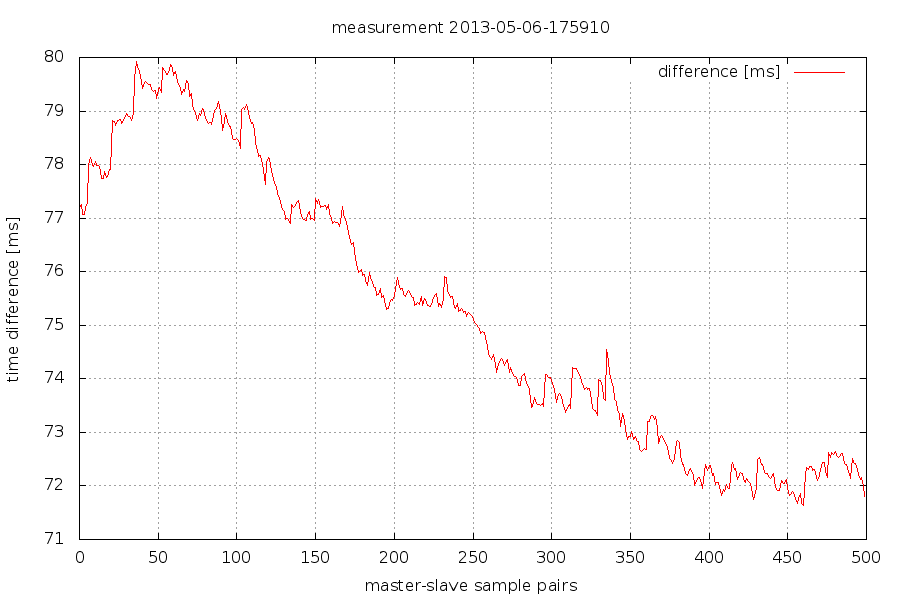 measurement 2013-05-06-175910
difference [ms]
80
79
78
77
76
75
74
73
72
71
time difference [ms]
0 50 100 150 200 250 300 350 400 450 500
master-slave sample pairs